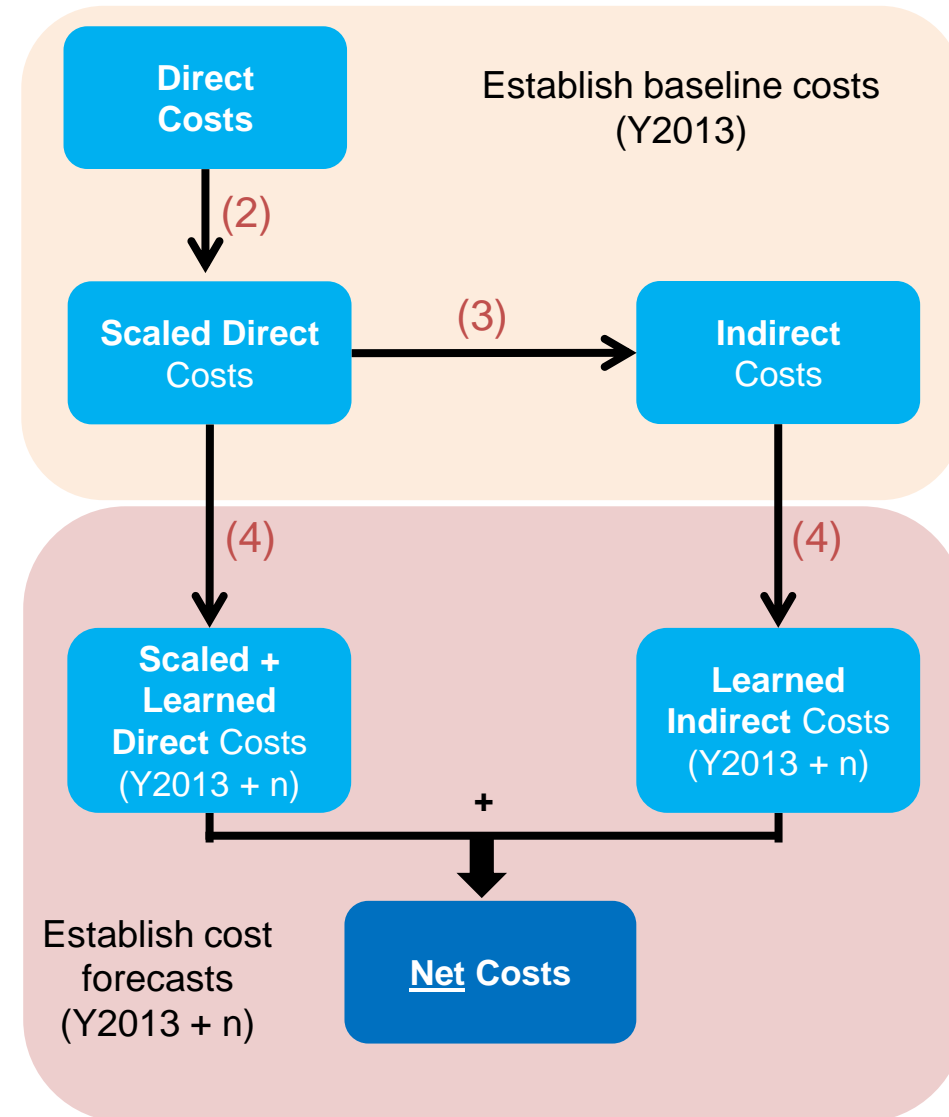 Direct
Costs
Establish baseline costs
(Y2013)
(2)
Scaled Direct
Costs
(3)
Indirect
Costs
(4)
(4)
Scaled +
Learned
Direct Costs
(Y2013 + n)
Learned
Indirect Costs
(Y2013 + n)
+
Establish cost
forecasts
(Y2013 + n)
Net Costs